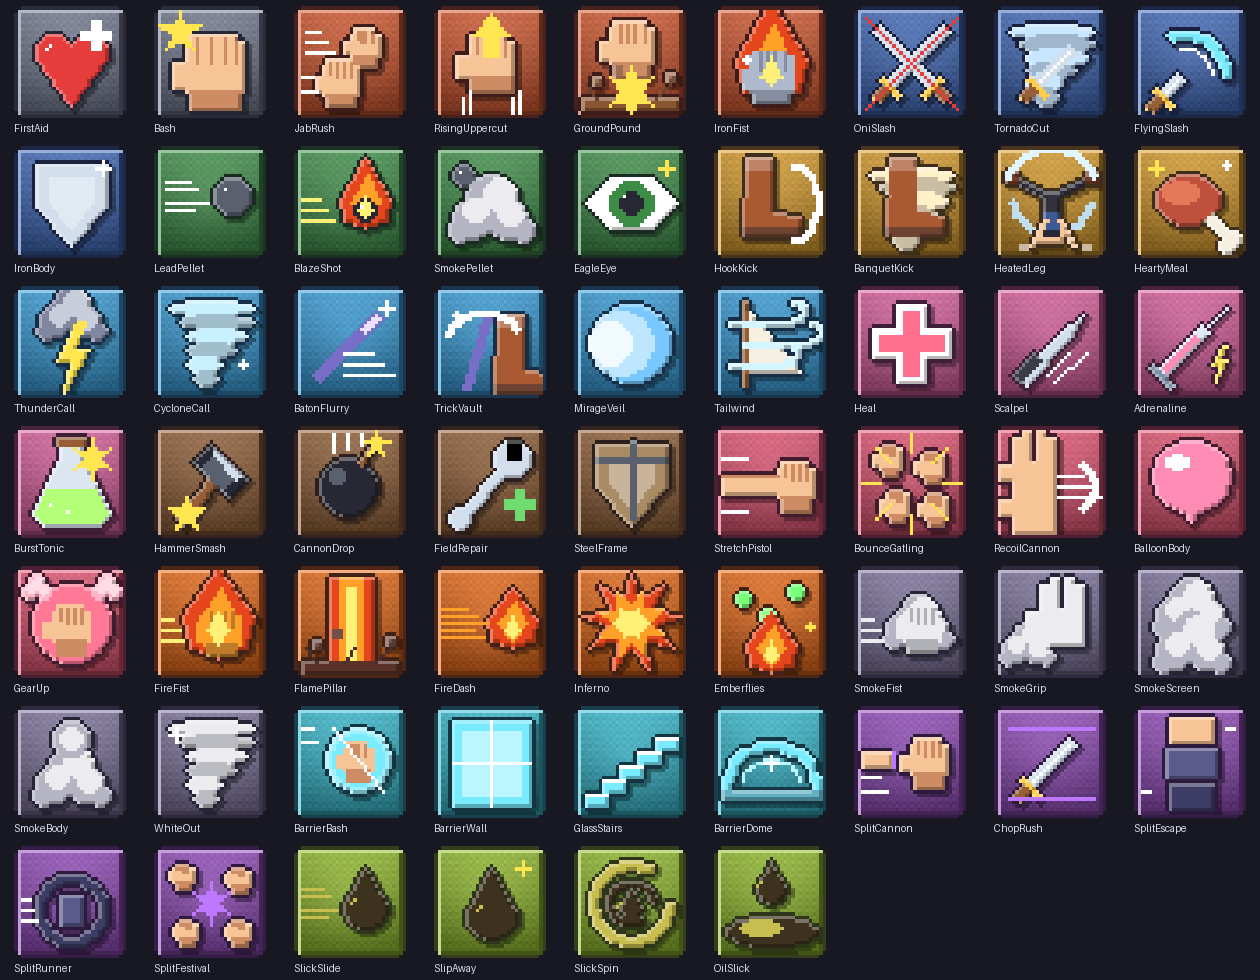 FirstAid Bash JabRush RisingUppercut GroundPound IronFist OniSlash TornadoCut FlyingSlash
IronBody LeadPellet BlazeShot SmokePellet EagleEye HookKick BanquetKick HeatedLeg HeartyMeal
ThunderCall CycloneCall BatonFlurry TrickVault MirageVeil Tailwind Heal Scalpel Adrenaline
BurstTonic HammerSmash CannonDrop FieldRepair SteelFrame StretchPistol BounceGatling RecoilCannon BalloonBody
GearUp FireFist FlamePillar FireDash Inferno Emberflies SmokeFist SmokeGrip SmokeScreen
SmokeBody WhiteOut BarrierBash BarrierWall GlassStairs BarrierDome SplitCannon ChopRush SplitEscape
SplitRunner SplitFestival SlickSlide SlipAway SlickSpin OilSlick